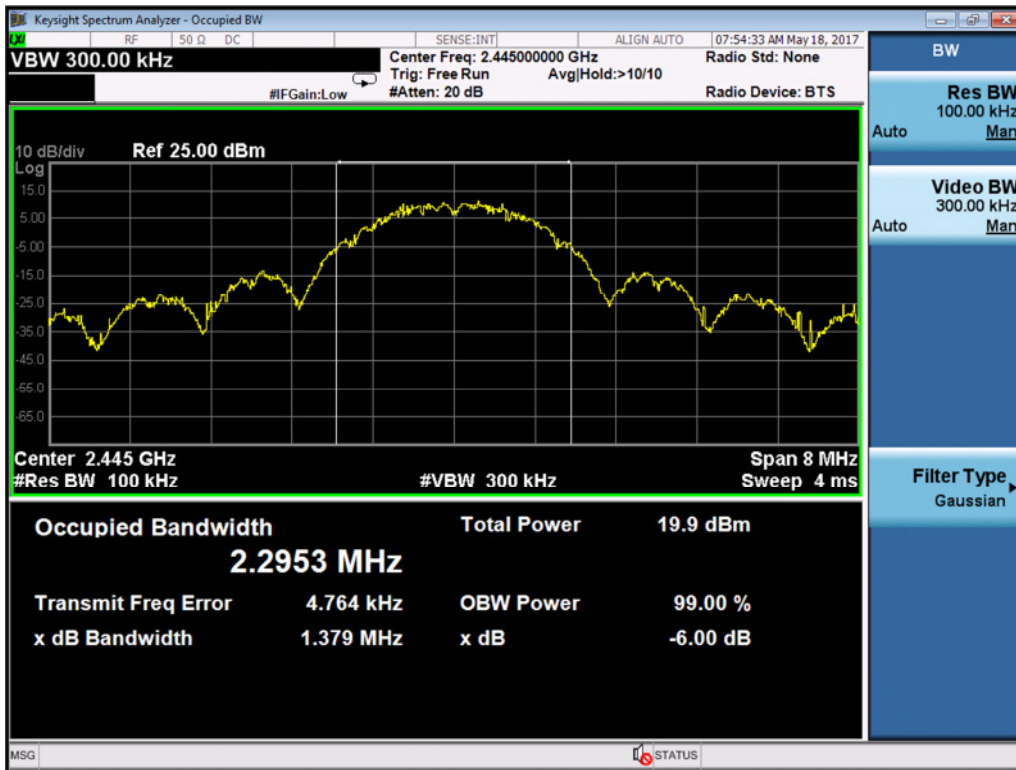 Keysight Spectrum Analyzer - Occupied BW
LXI RF 50 Ω DC SENSE:INT ALIGN AUTO 07:54:33 AM May 18, 2017
VBW 300.00 kHz
Center Freq: 2.445000000 GHz Radio Std: None
Trig: Free Run Avg|Hold:>10/10
#IFGain:Low #Atten: 20 dB Radio Device: BTS
10 dB/div Ref 25.00 dBm
Log
15.0
5.00
-5.00
-15.0
-25.0
-35.0
-45.0
-55.0
-65.0
Center 2.445 GHz Span 8 MHz
#Res BW 100 kHz #VBW 300 kHz Sweep 4 ms
Occupied Bandwidth Total Power 19.9 dBm
2.2953 MHz
Transmit Freq Error 4.764 kHz OBW Power 99.00 %
x dB Bandwidth 1.379 MHz x dB -6.00 dB
MSG STATUS
BW
Res BW
100.00 kHz
Auto Man
Video BW
300.00 kHz
Auto Man
Filter Type
Gaussian